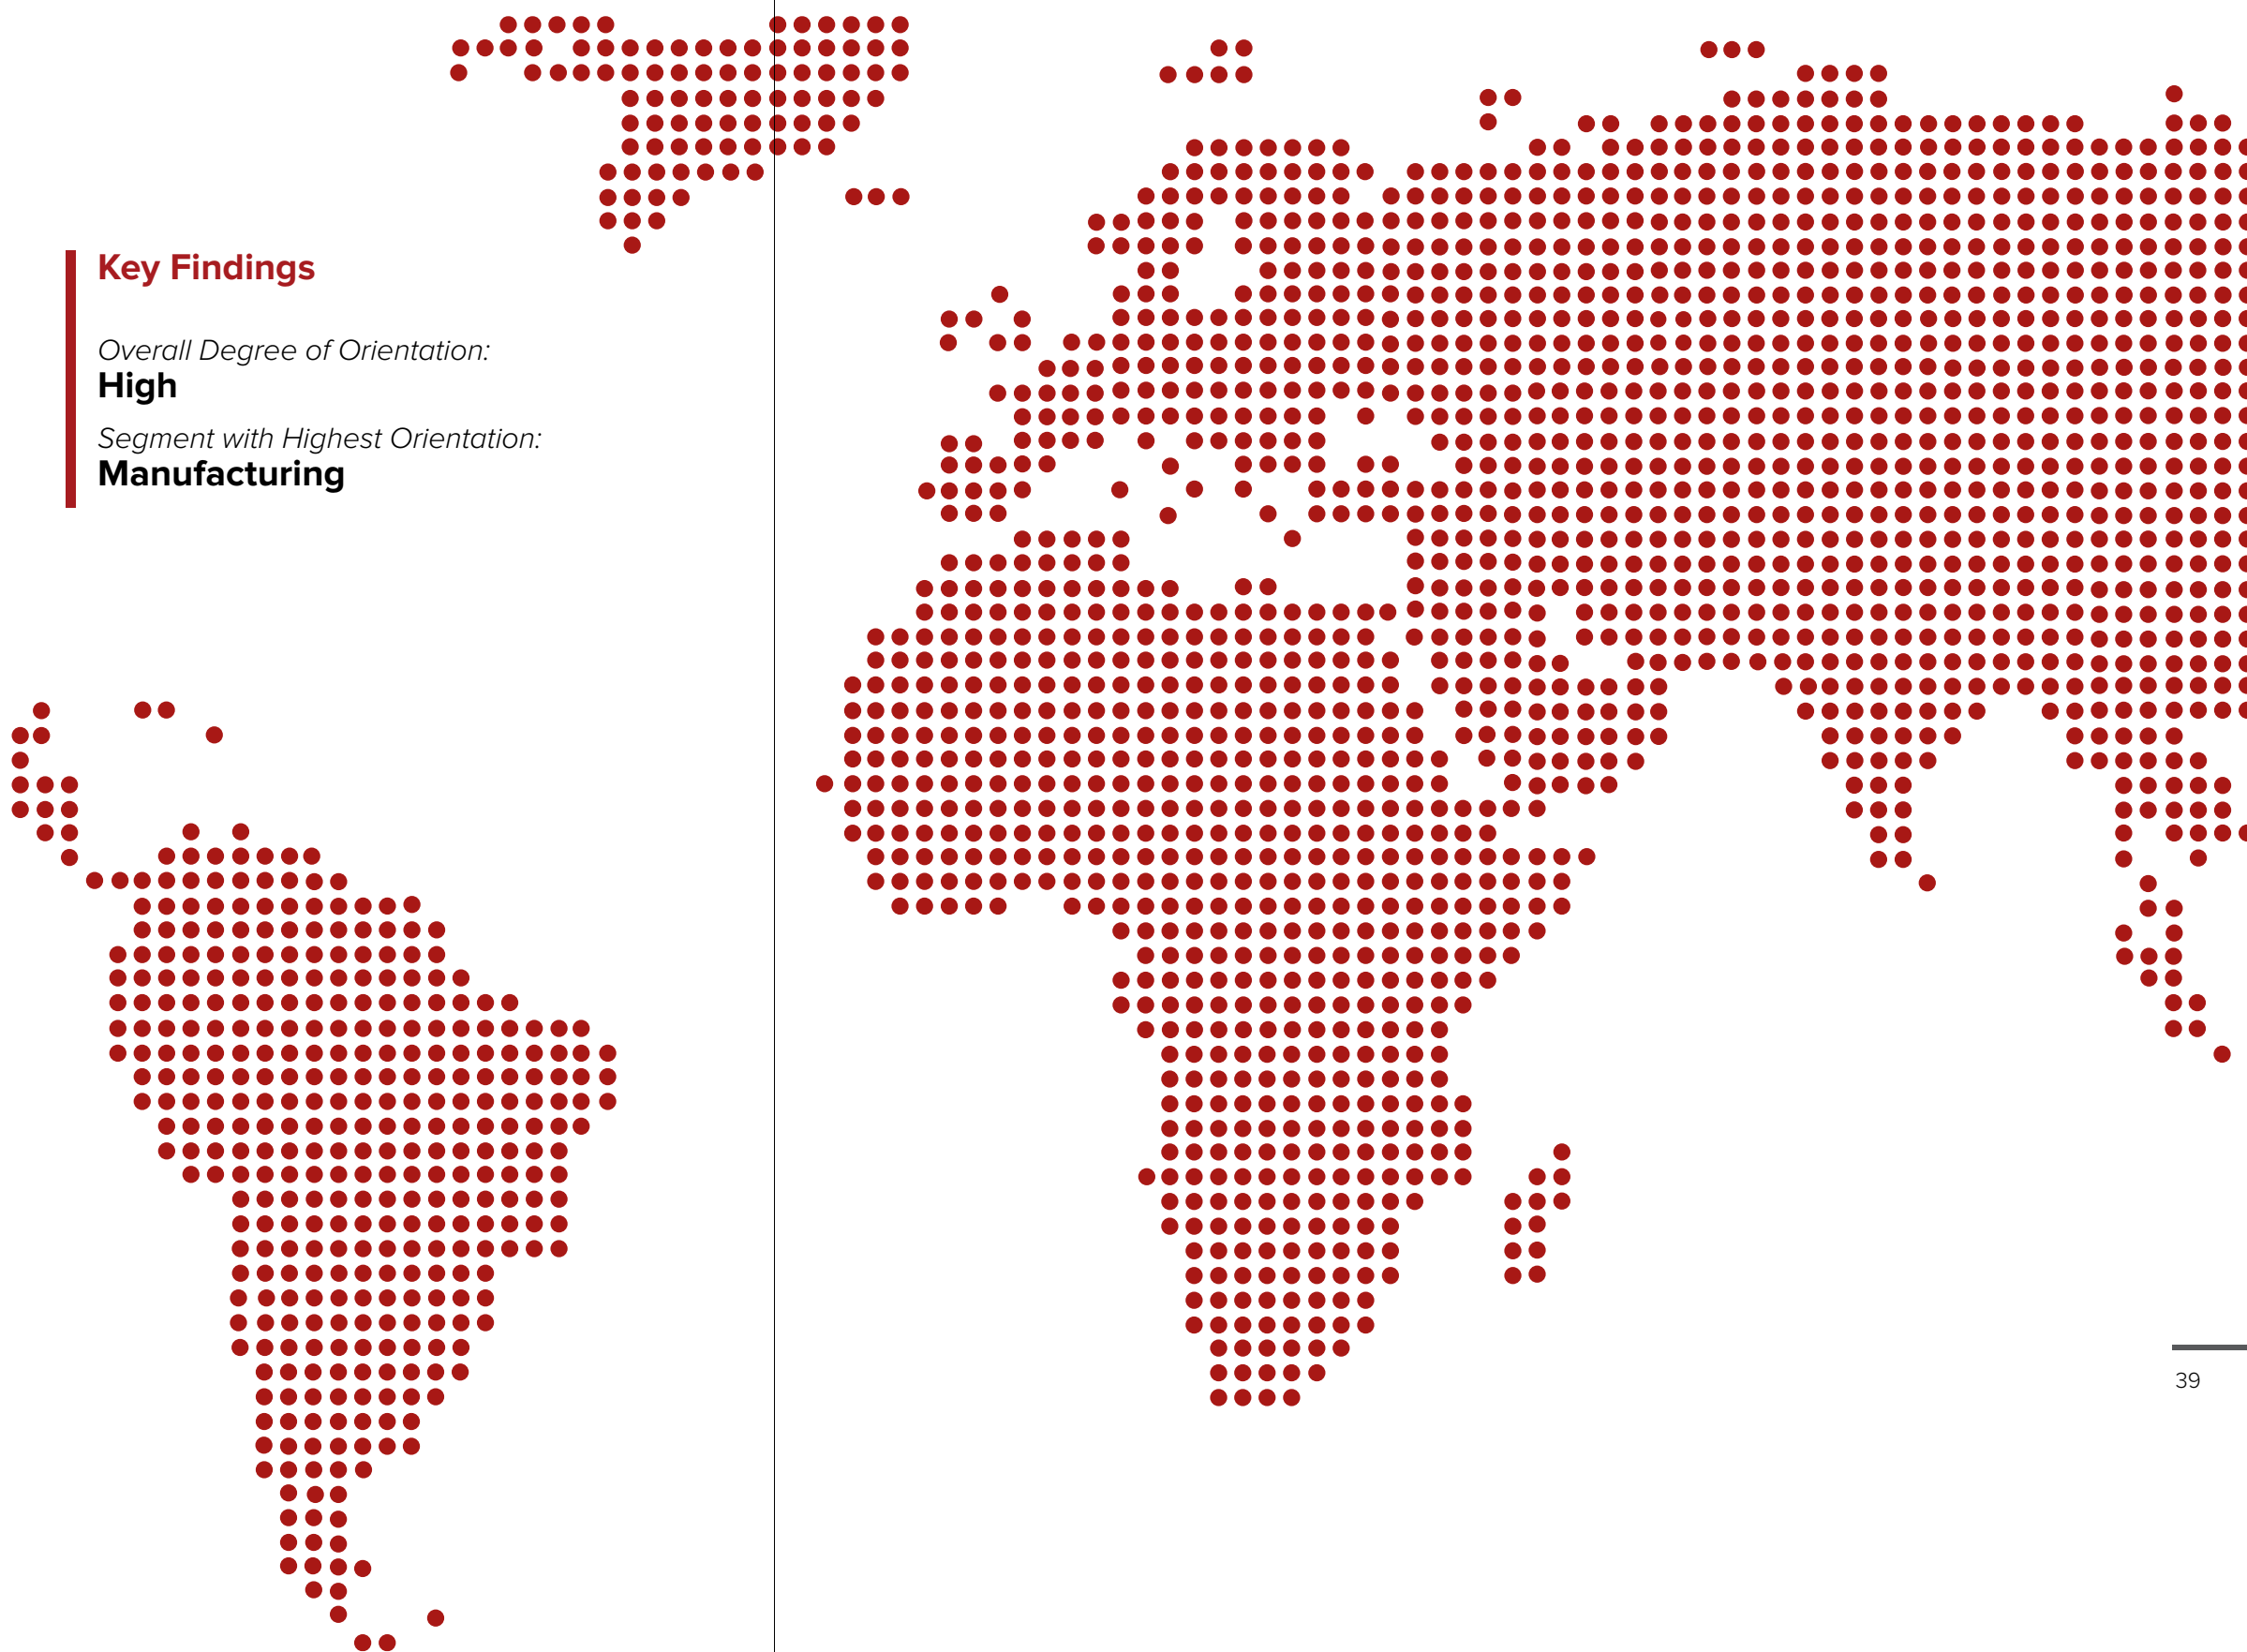 Key Findings
Overall Degree of Orientation:
High
Segment with Highest Orientation:
Manufacturing
39